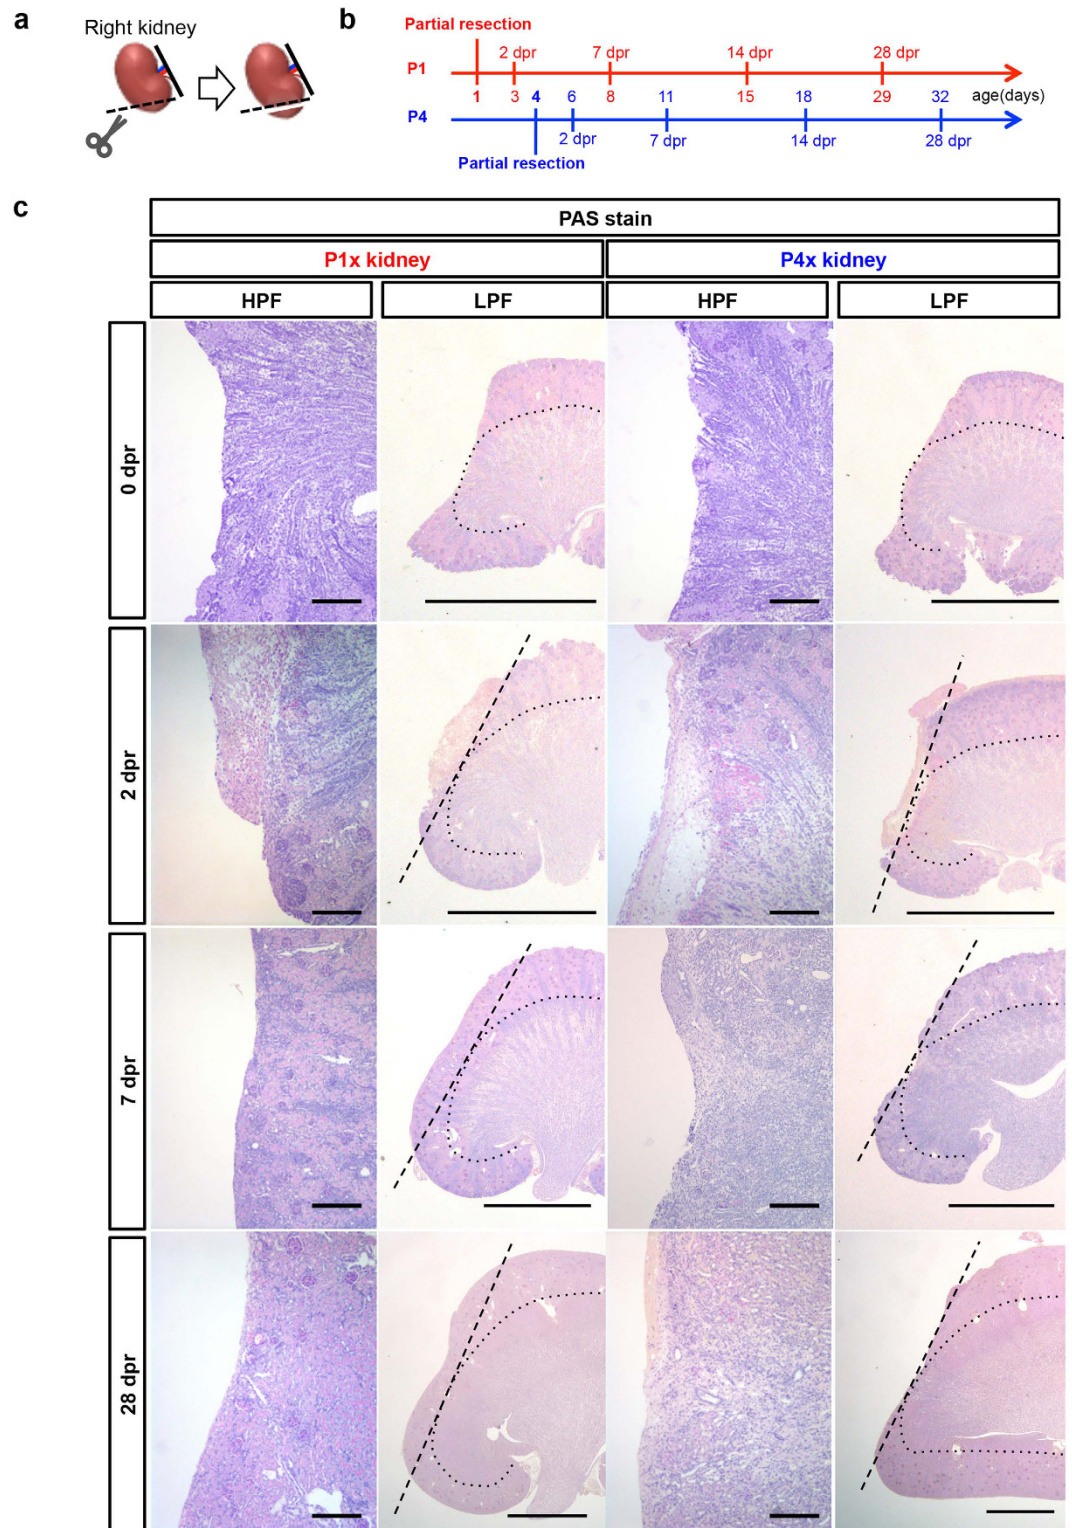 a
Right kidney
b
Partial resection
2 dpr 7 dpr 14 dpr 28 dpr
P1
1 3 4 6 8 11 15 18 29 32 age(days)
P4
2 dpr 7 dpr 14 dpr 28 dpr
Partial resection
c
PAS stain
P1x kidney P4x kidney
HPF LPF HPF LPF
0 dpr
2 dpr
7 dpr
28 dpr